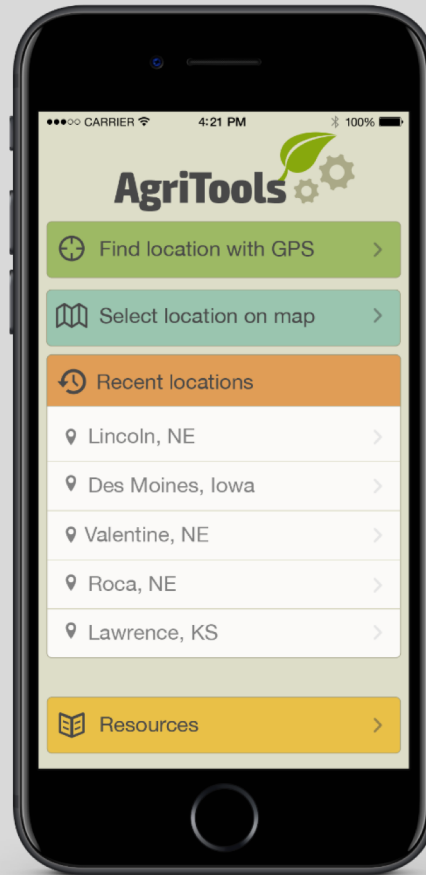 CARRIER 4:21 PM 100%
AgriTools
Find location with GPS
Select location on map
Recent locations
Lincoln, NE
Des Moines, Iowa
Valentine, NE
Roca, NE
Lawrence, KS
Resources